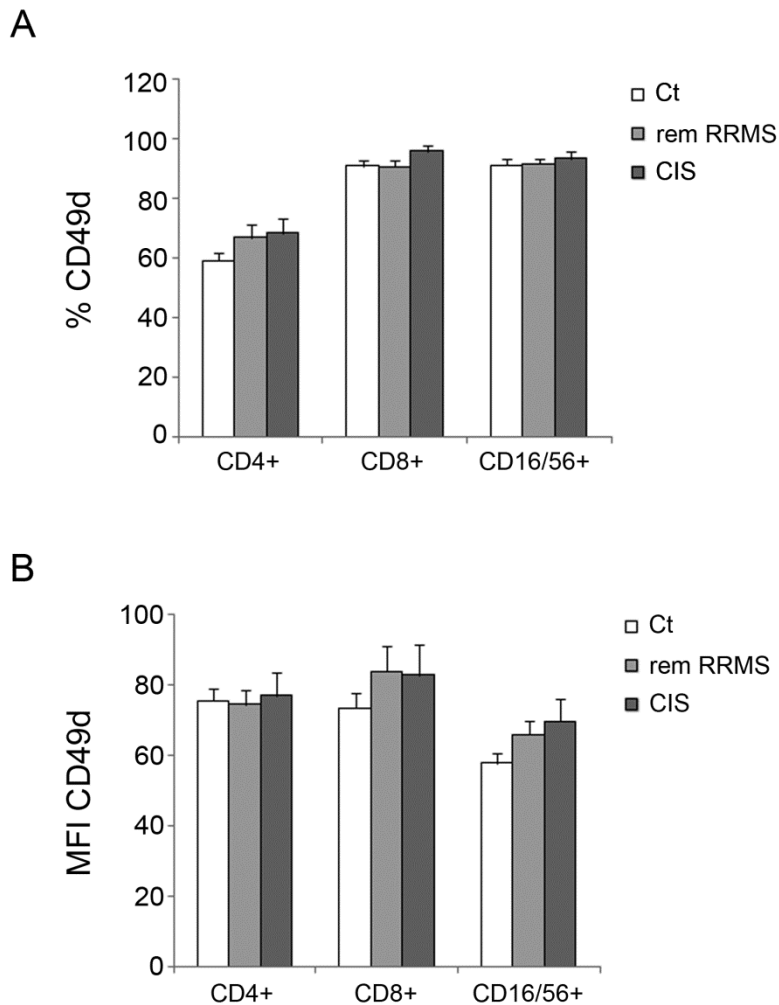 A
% CD49d
120
100
80
60
40
20
0
CD4+ CD8+ CD16/56+
Ct
rem RRMS
CIS
B
MFI CD49d
100
80
60
40
20
0
CD4+ CD8+ CD16/56+
Ct
rem RRMS
CIS